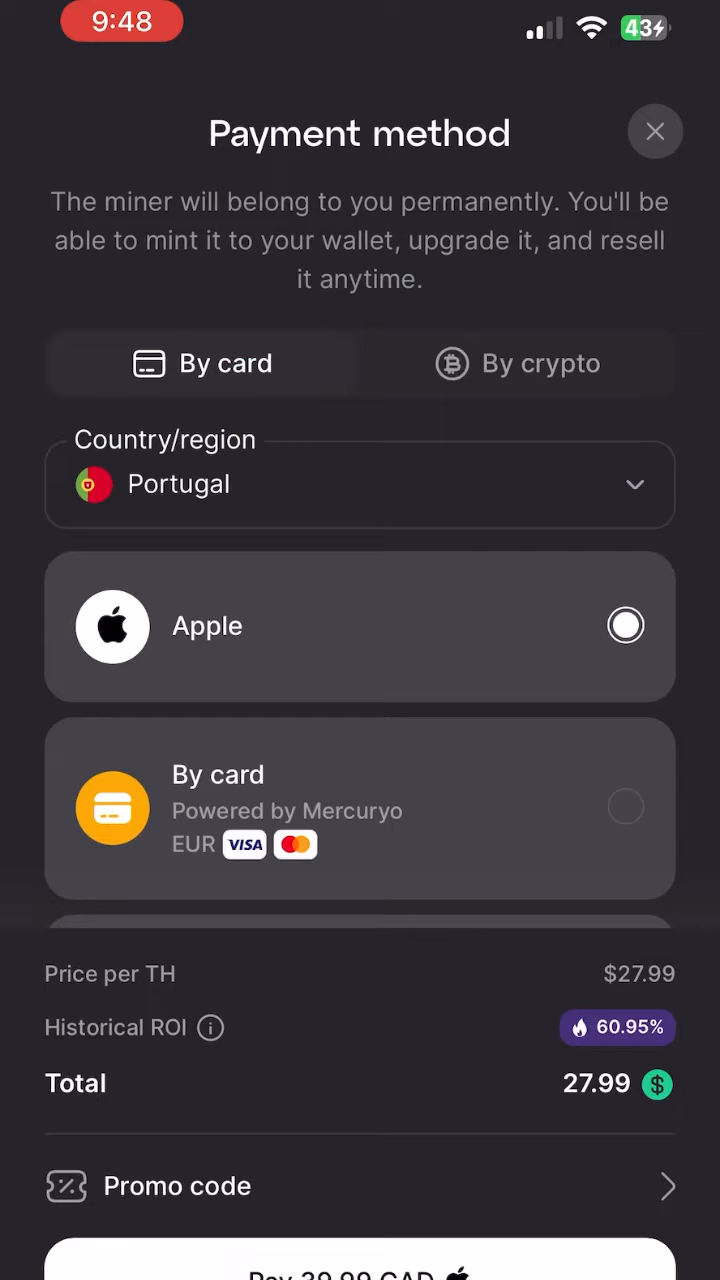 9:48
43
Payment method
The miner will belong to you permanently. You'll be
able to mint it to your wallet, upgrade it, and resell
it anytime.
By card
By crypto
Country/region
Portugal
Apple
By card
Powered by Mercuryo
EUR VISA
Price per TH
$27.99
Historical ROI
60.95%
Total
27.99
Promo code
Pay 39.99 CAD